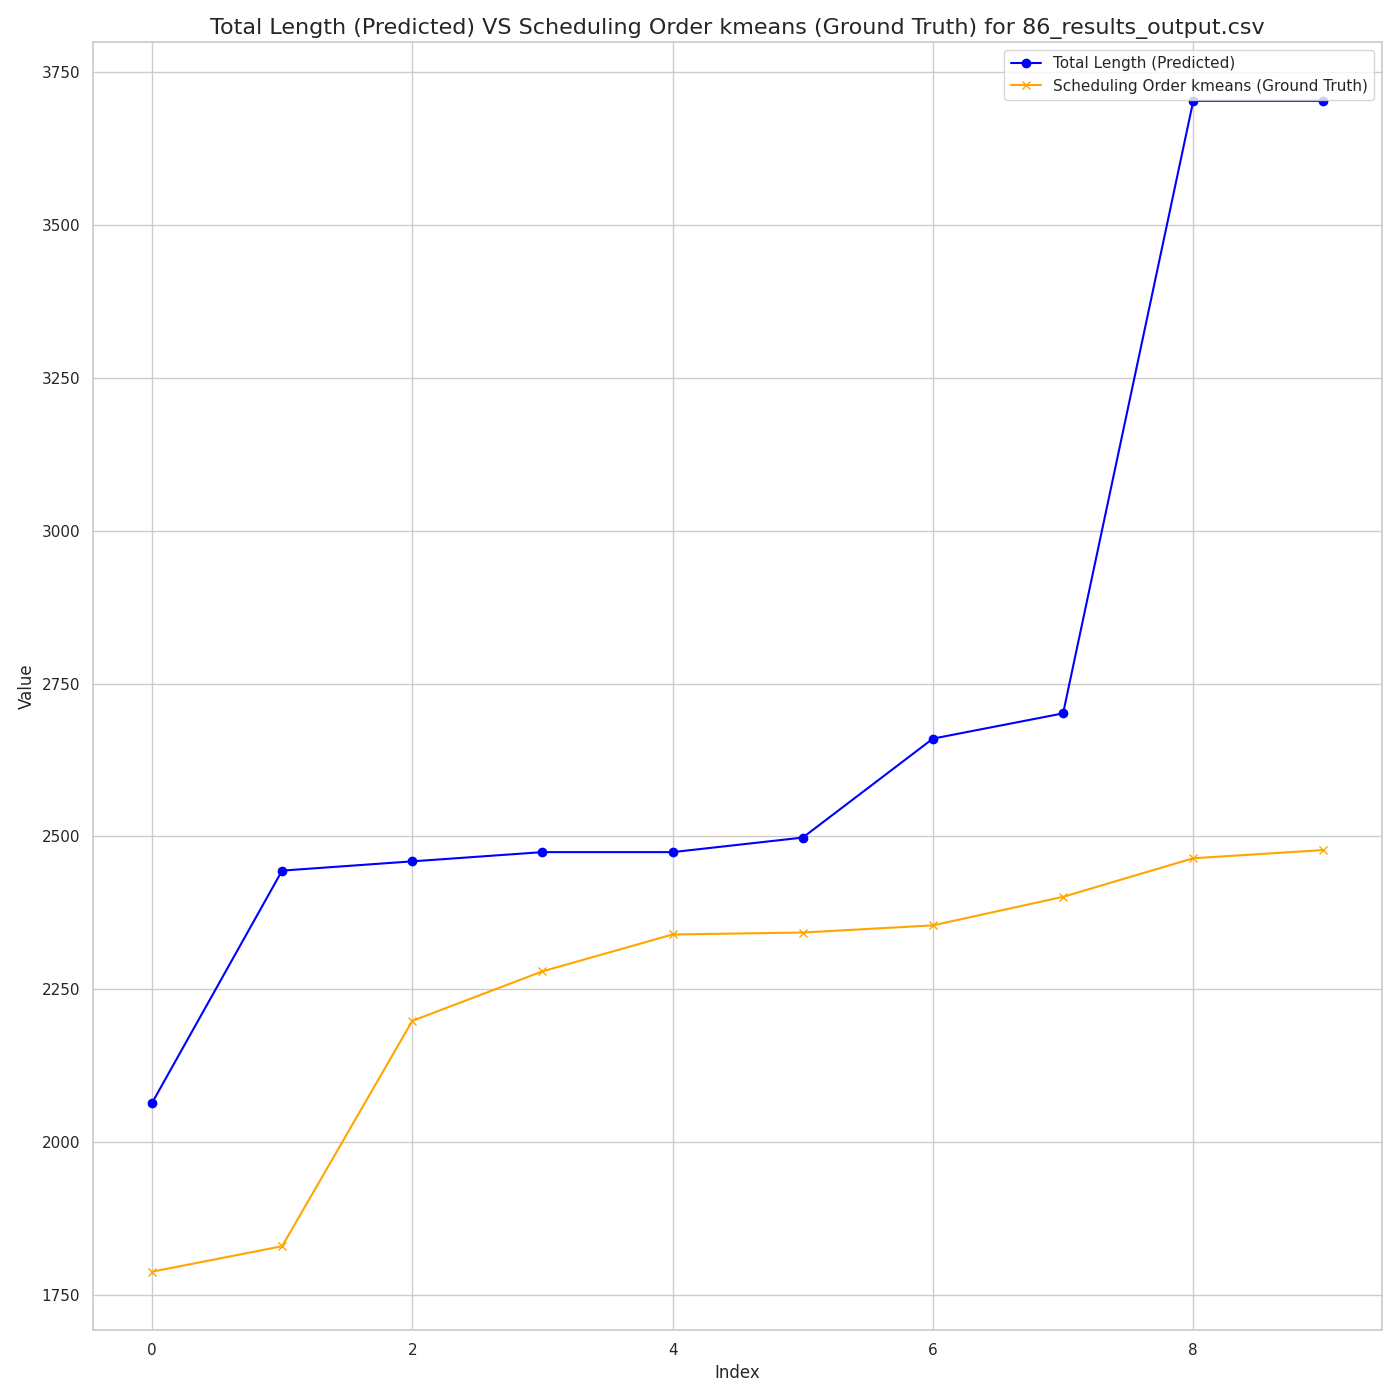 Total Length (Predicted) VS Scheduling Order kmeans (Ground Truth) for 86_results_output.csv
Total Length (Predicted)
Scheduling Order kmeans (Ground Truth)
3750
3500
3250
3000
2750
2500
2250
2000
1750
Value
0 2 4 6 8
Index